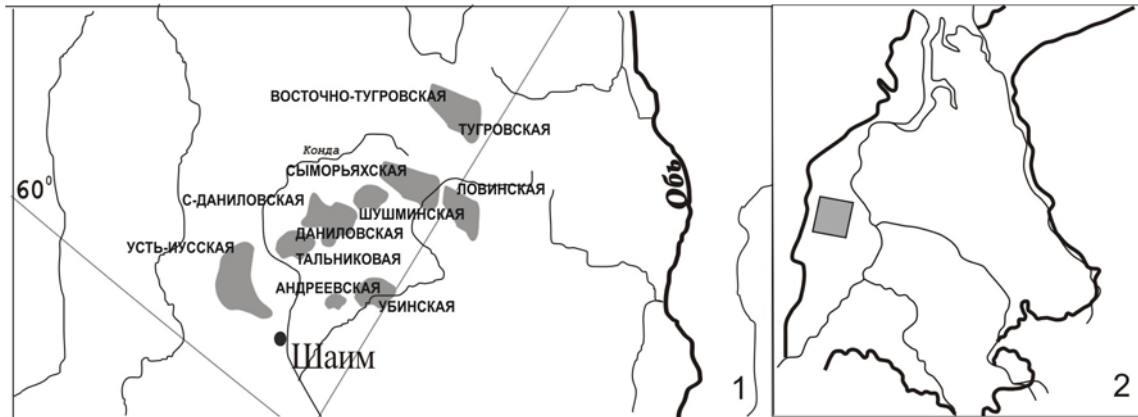 ВОСТОЧНО-ТУГРОВСКАЯ
ТУГРОВСКАЯ
Конда
СЫМОРЬЯХСКАЯ
60⁰
С-ДАНИЛОВСКАЯ
ЛОВИНСКАЯ
Обь
ШУШМИНСКАЯ
ДАНИЛОВСКАЯ
УСТЬ-ИУССКАЯ
ТАЛЬНИКОВАЯ
АНДРЕЕВСКАЯ
УБИНСКАЯ
Шаим
1
2